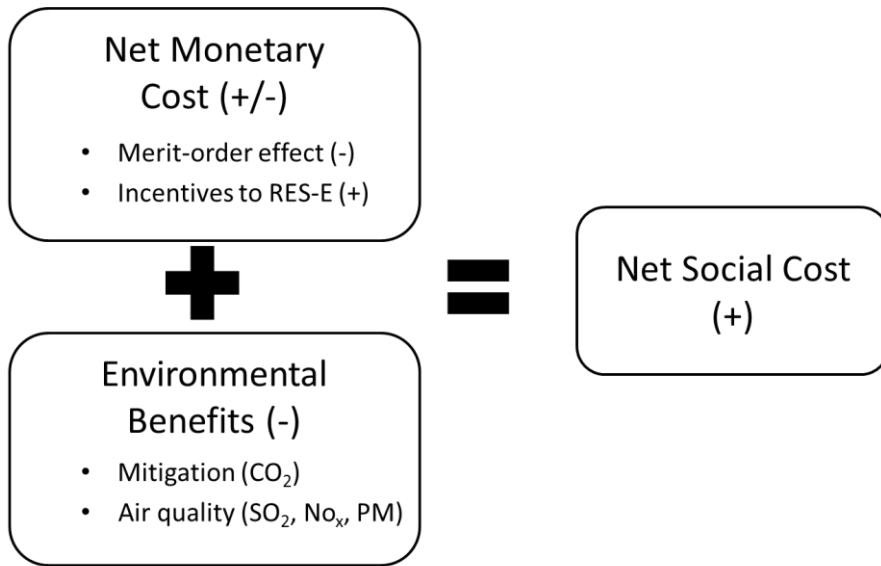 Net Monetary
Cost (+/-)
• Merit-order effect (-)
• Incentives to RES-E (+)
+
=
Net Social Cost
(+)
Environmental
Benefits (-)
• Mitigation (CO₂)
• Air quality (SO₂, Noₓ, PM)